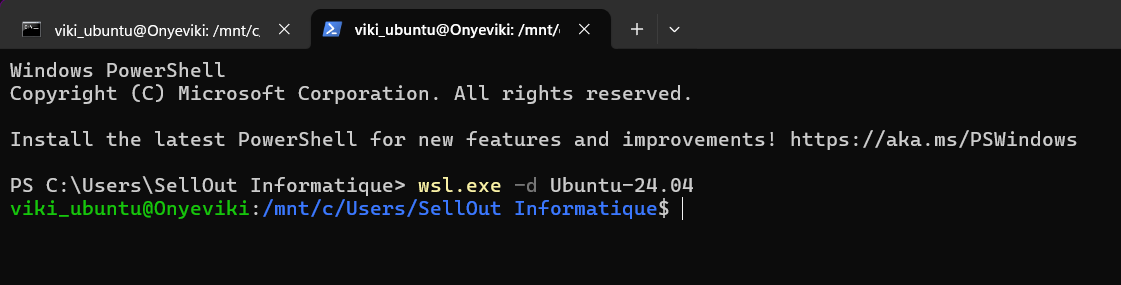 viki_ubuntu@Onyeviki: /mnt/c,
viki_ubuntu@Onyeviki: /mnt/
Windows PowerShell
Copyright (C) Microsoft Corporation. All rights reserved.
Install the latest PowerShell for new features and improvements! https://aka.ms/PSWindows
PS C:\Users\SellOut Informatique> wsl.exe -d Ubuntu-24.04
viki_ubuntu@Onyeviki:/mnt/c/Users/SellOut Informatique$